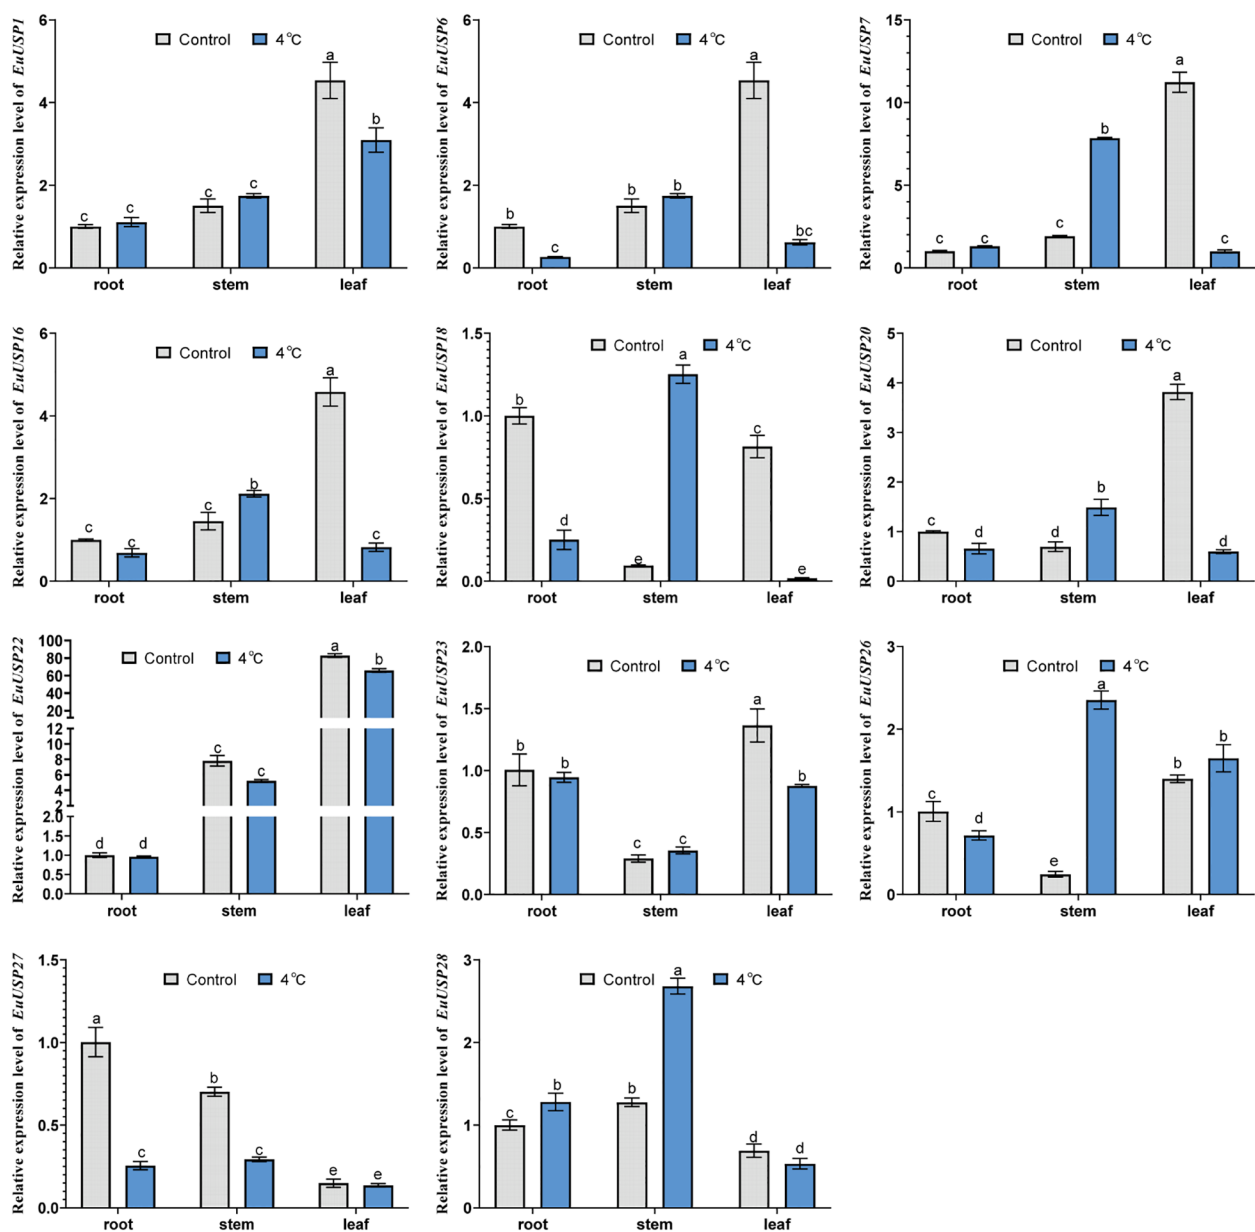 Relative expression level of EuUSP1
Control 4°C
6
4
2
0
c c c c a b
root stem leaf
Relative expression level of EuUSP6
Control 4°C
6
4
2
0
b c b b a bc
root stem leaf
Relative expression level of EuUSP7
Control 4°C
15
10
5
0
c c c b a c
root stem leaf
Relative expression level of EuUSP16
Control 4°C
6
4
2
0
c c c b a c
root stem leaf
Relative expression level of EuUSP18
Control 4°C
1.5
1.0
0.5
0.0
b d e a c e
root stem leaf
Relative expression level of EuUSP20
Control 4°C
5
4
3
2
1
0
c d d b a d
root stem leaf
Relative expression level of EuUSP22
Control 4°C
100
80
60
40
20
12
10
8
6
4
2
2.0
1.5
1.0
0.5
0.0
d d c c a b
root stem leaf
Relative expression level of EuUSP23
Control 4°C
2.0
1.5
1.0
0.5
0.0
b b c c a b
root stem leaf
Relative expression level of EuUSP26
Control 4°C
3
2
1
0
c d e a b b
root stem leaf
Relative expression level of EuUSP27
Control 4°C
1.5
1.0
0.5
0.0
a c b c e e
root stem leaf
Relative expression level of EuUSP28
Control 4°C
3
2
1
0
c b b a d d
root stem leaf